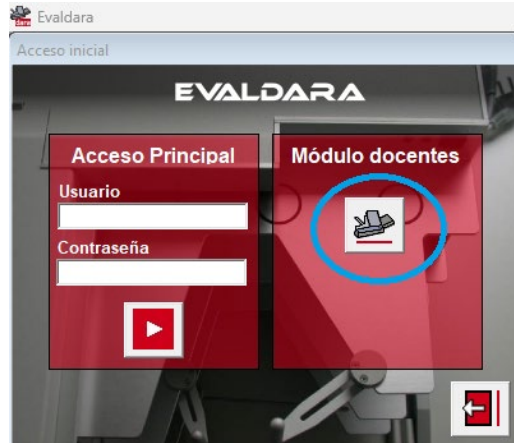 Evaldara
Acceso inicial
EVALDARA
Acceso Principal
Usuario
Contraseña
Módulo docentes